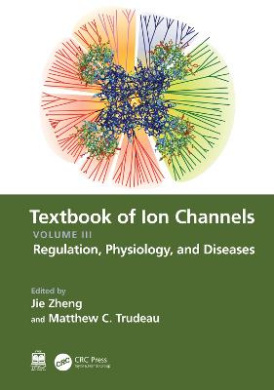 Textbook of Ion Channels
VOLUME III
Regulation, Physiology, and Diseases
Edited by
Jie Zheng
and Matthew C. Trudeau
CRC Press